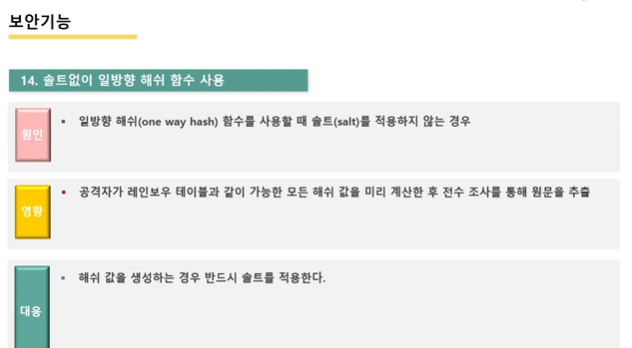 보안기능
14. 솔트없이 일방향 해쉬 함수 사용
원인
▪ 일방향 해쉬(one way hash) 함수를 사용할 때 솔트(salt)를 적용하지 않는 경우
영향
▪ 공격자가 레인보우 테이블과 같이 가능한 모든 해쉬 값을 미리 계산한 후 전수 조사를 통해 원문을 추출
대응
▪ 해쉬 값을 생성하는 경우 반드시 솔트를 적용한다.